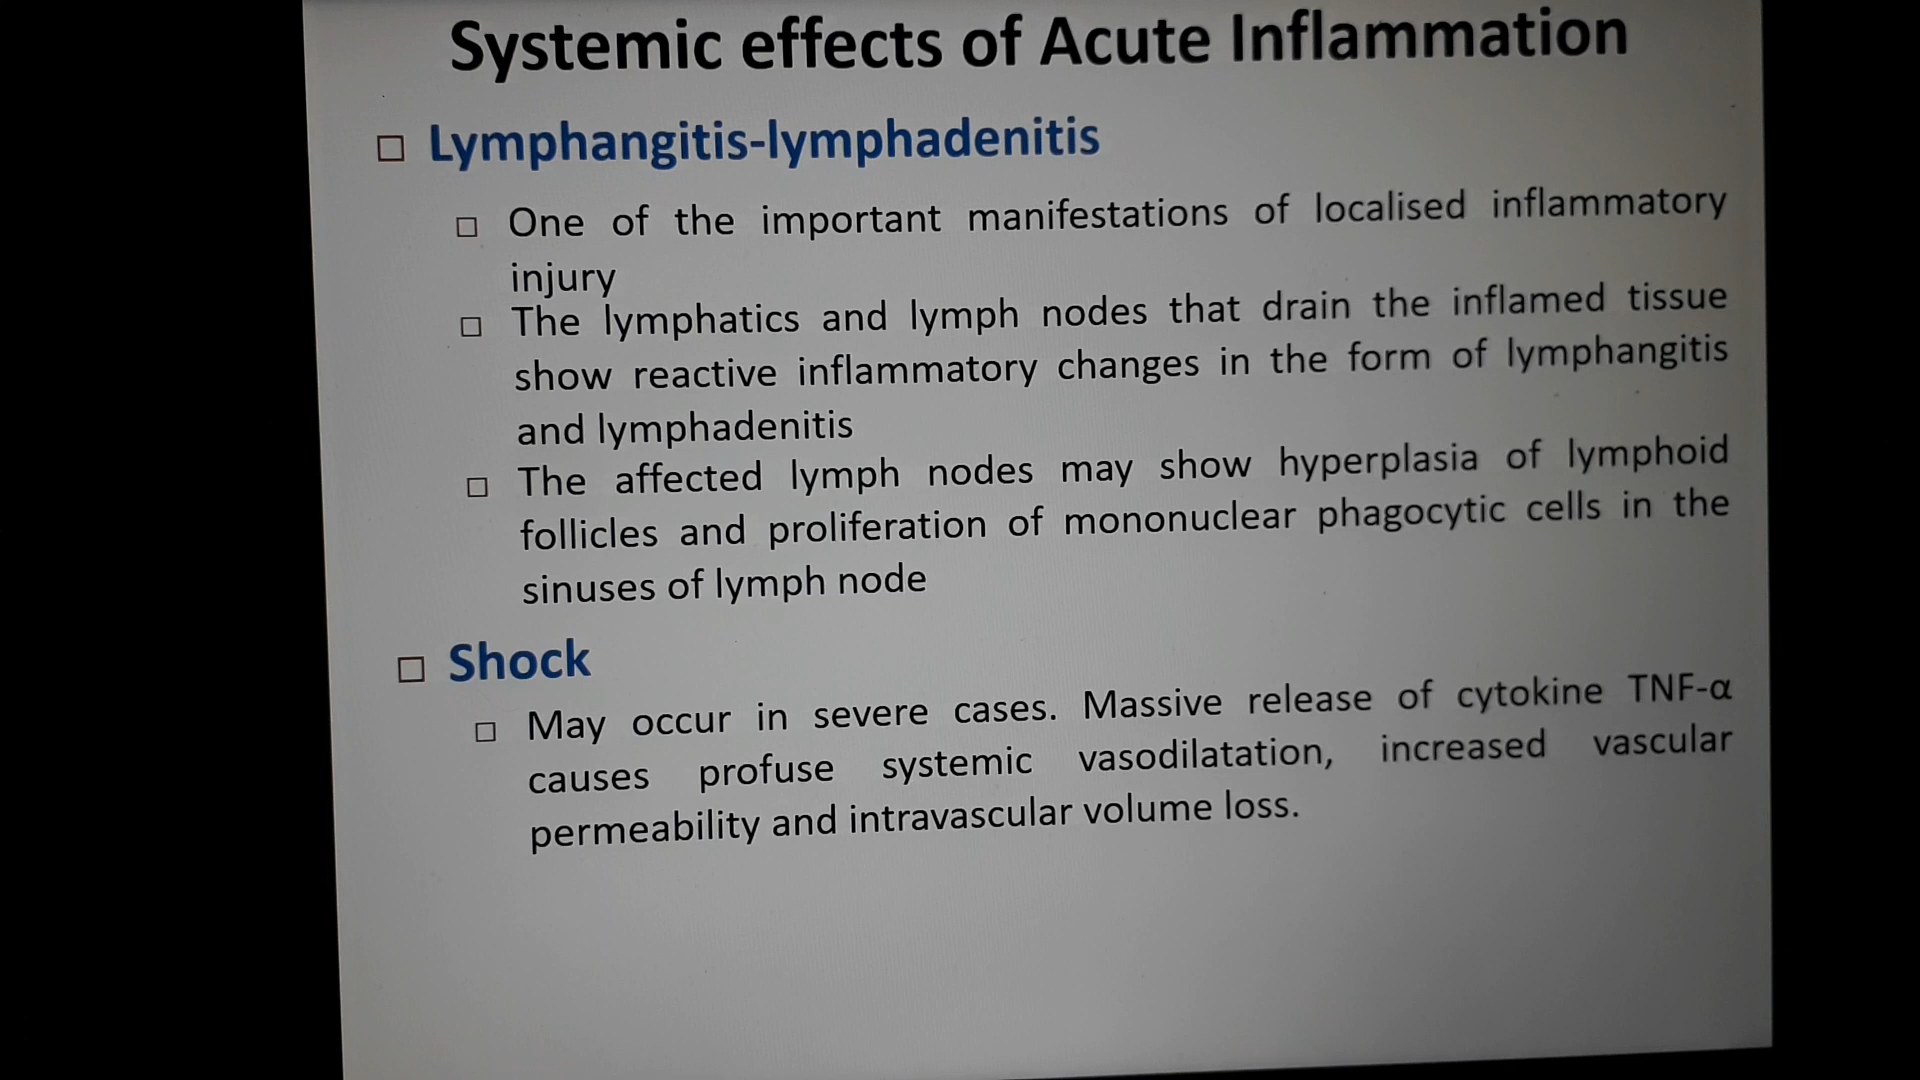 Systemic effects of Acute Inflammation
Lymphangitis-lymphadenitis
One of the important manifestations of localised inflammatory
injury
The lymphatics and lymph nodes that drain the inflamed tissue
show reactive inflammatory changes in the form of lymphangitis
and lymphadenitis
The affected lymph nodes may show hyperplasia of lymphoid
follicles and proliferation of mononuclear phagocytic cells in the
sinuses of lymph node
Shock
May occur in severe cases. Massive release of cytokine TNF-α
causes profuse systemic vasodilatation, increased vascular
permeability and intravascular volume loss.